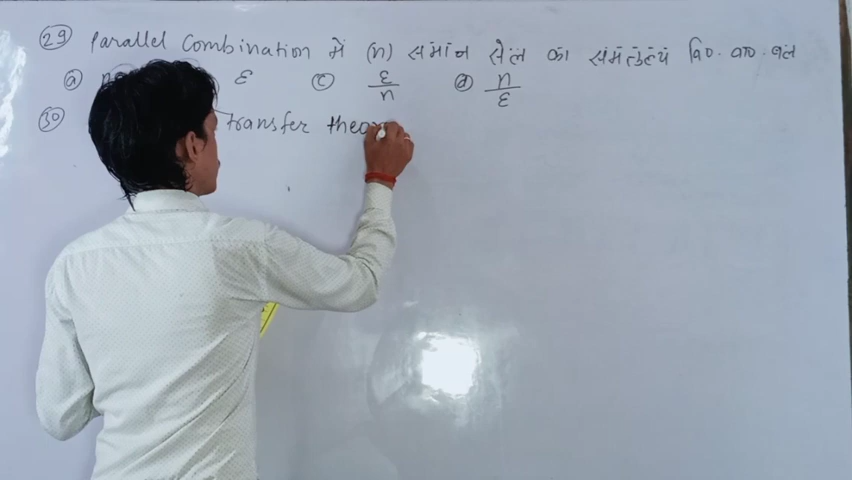 (29) Parallel Combination में (n) समान सेल का समतुल्य वि० वा० बल
(a) (b) ε (c) ε/n (d) n/ε
(30) transfer theo